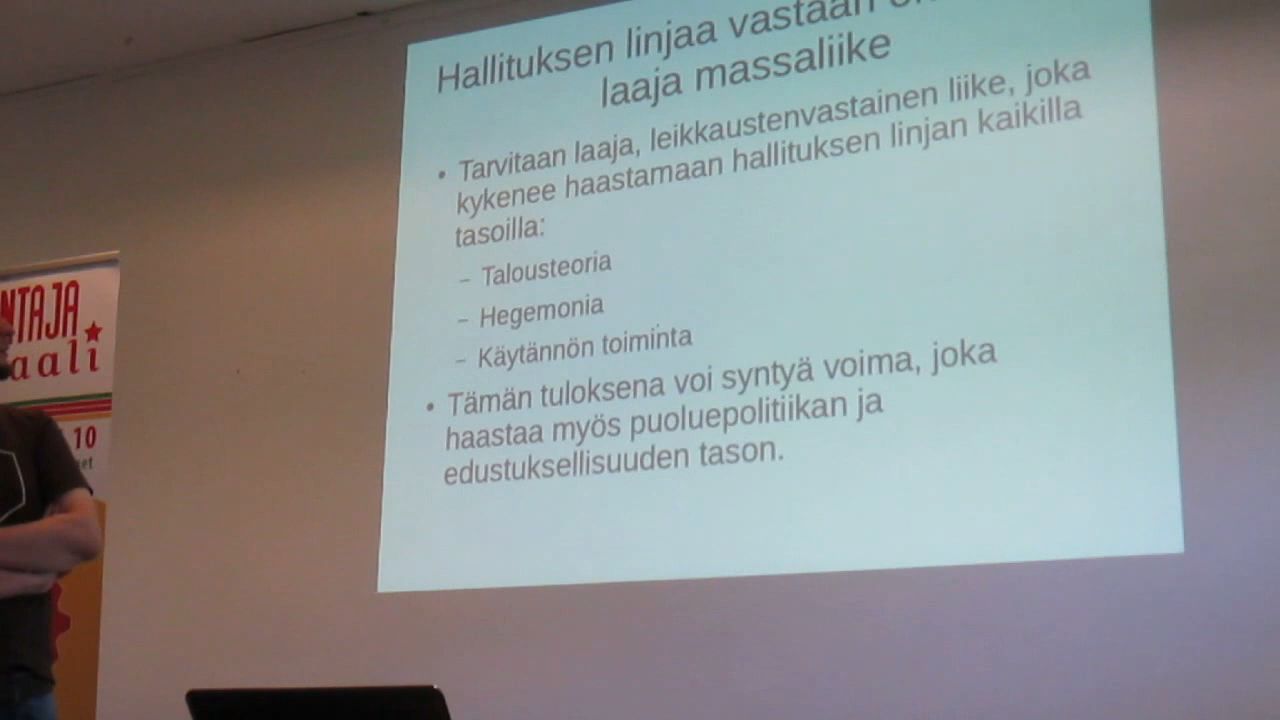 Hallituksen linjaa vastaan
laaja massaliike
• Tarvitaan laaja, leikkaustenvastainen liike, joka
kykenee haastamaan hallituksen linjan kaikilla
tasoilla:
– Talousteoria
– Hegemonia
– Käytännön toiminta
• Tämän tuloksena voi syntyä voima, joka
haastaa myös puoluepolitiikan ja
edustuksellisuuden tason.
NTAJA
aali
10
et